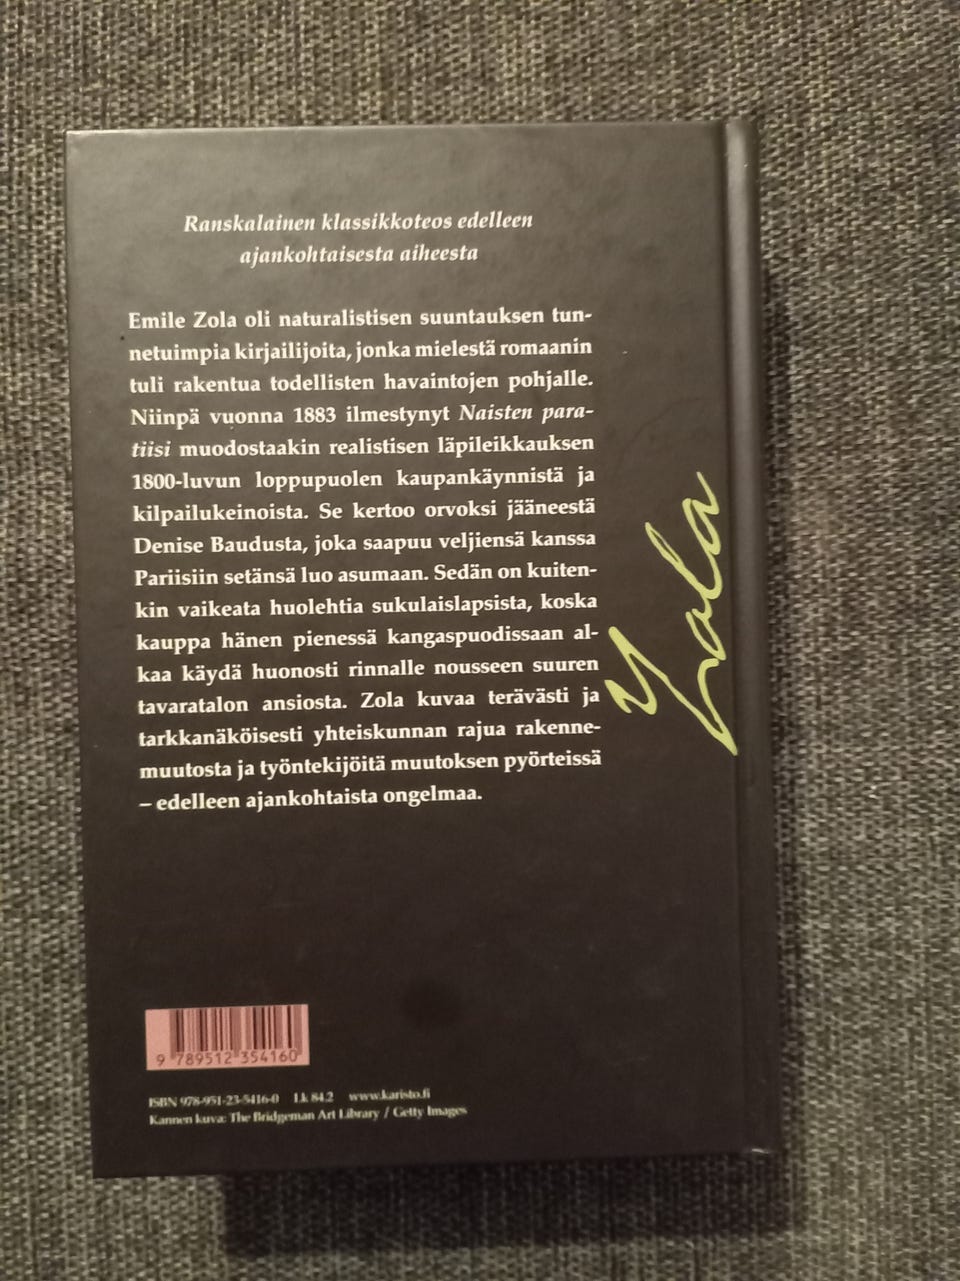 Ranskalainen klassikkoteos edelleen
ajankohtaisesta aiheesta
Emile Zola oli naturalistisen suuntauksen tun-
netuimpia kirjailijoita, jonka mielestä romaanin
tuli rakentua todellisten havaintojen pohjalle.
Niinpä vuonna 1883 ilmestynyt Naisten para-
tiisi muodostaakin realistisen läpileikkauksen
1800-luvun loppupuolen kaupankäynnistä ja
kilpailukeinoista. Se kertoo orvoksi jääneestä
Denise Baudusta, joka saapuu veljiensä kanssa
Pariisiin setänsä luo asumaan. Sedän on kuiten-
kin vaikeata huolehtia sukulaislapsista, koska
kauppa hänen pienessä kangaspuodissaan al-
kaa käydä huonosti rinnalle nousseen suuren
tavaratalon ansiosta. Zola kuvaa terävästi ja
tarkkanäköisesti yhteiskunnan rajua rakenne-
muutosta ja työntekijöitä muutoksen pyörteissä
– edelleen ajankohtaista ongelmaa.
Zola
9 789512 354160
ISBN 978-951-23-5416-0 Lk 84.2 www.karisto.fi
Kannen kuva: The Bridgeman Art Library / Getty Images